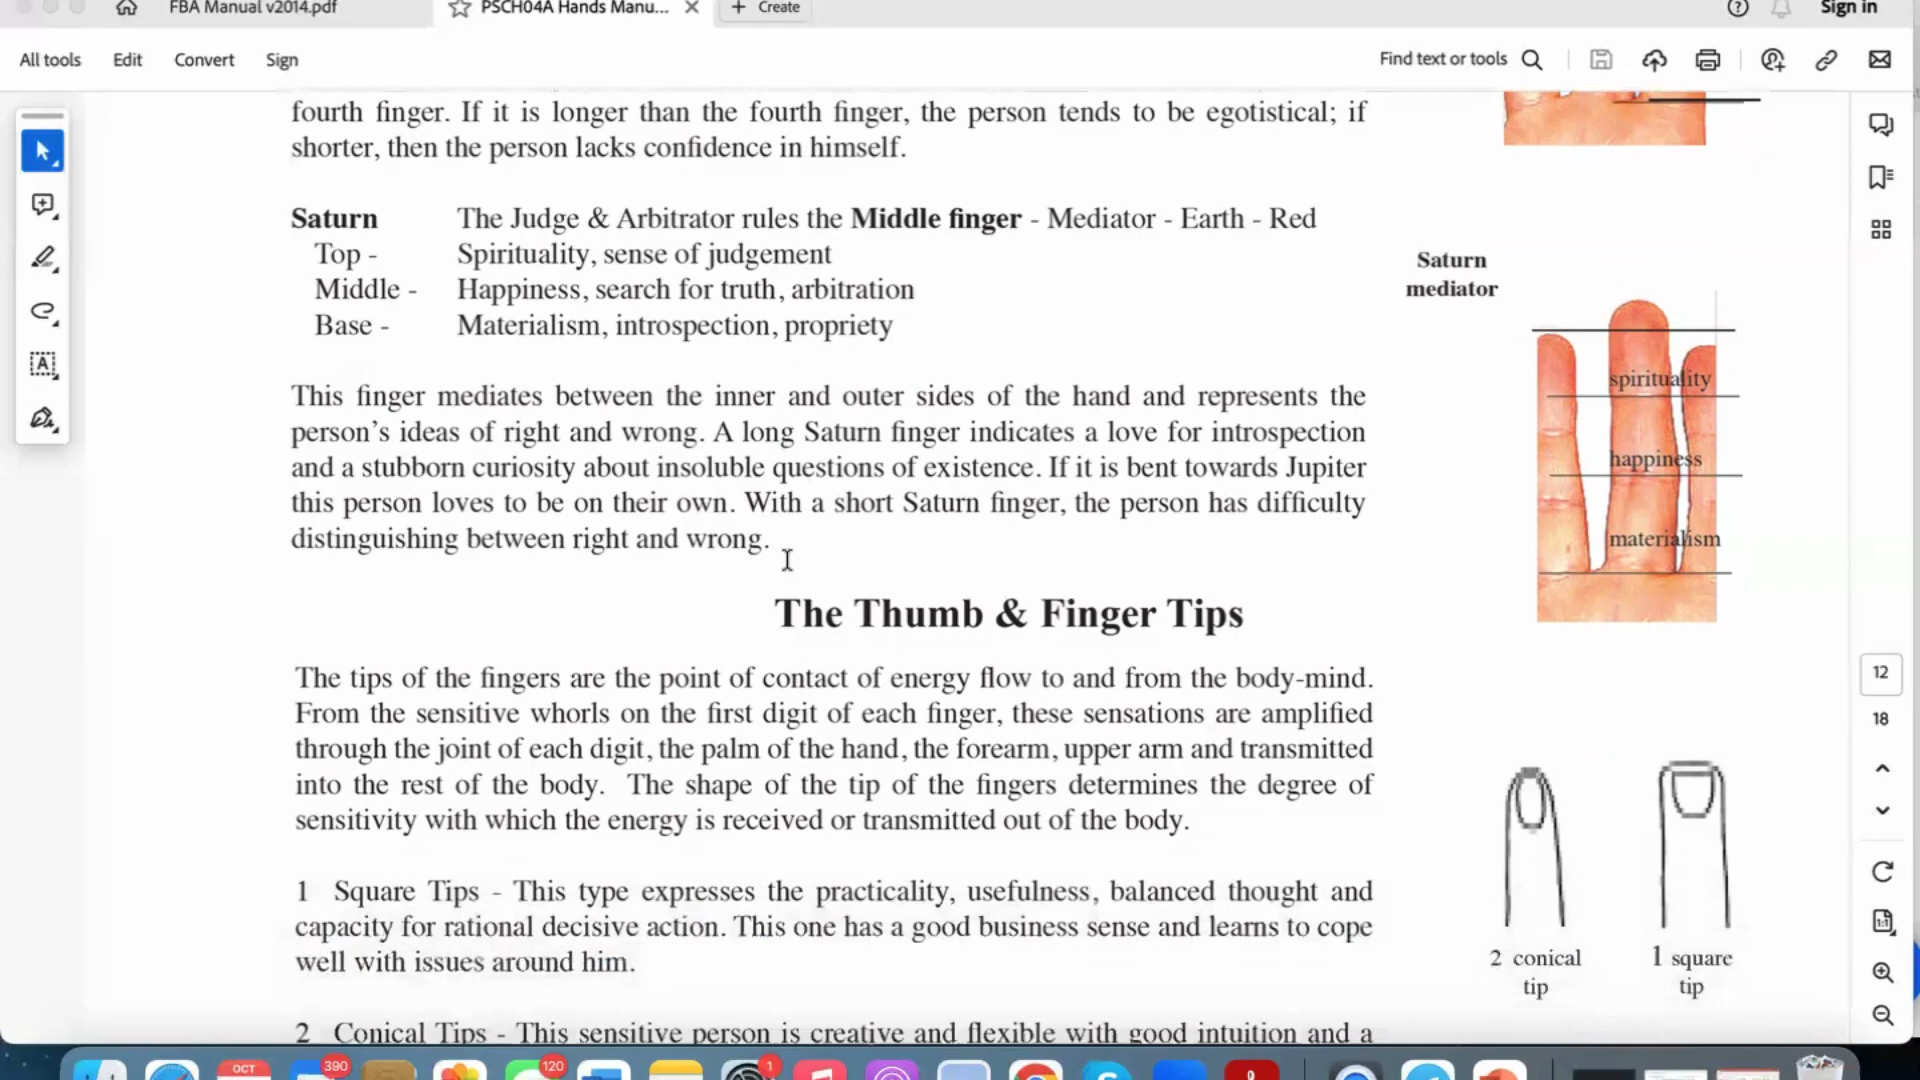 FBA Manual v2014.pdf
PSCH04A Hands Manu...
Create
Sign in
All tools
Edit
Convert
Sign
Find text or tools
fourth finger. If it is longer than the fourth finger, the person tends to be egotistical; if
shorter, then the person lacks confidence in himself.
Saturn The Judge & Arbitrator rules the Middle finger - Mediator - Earth - Red
Top - Spirituality, sense of judgement
Middle - Happiness, search for truth, arbitration
Base - Materialism, introspection, propriety
Saturn
mediator
spirituality
happiness
materialism
This finger mediates between the inner and outer sides of the hand and represents the
person's ideas of right and wrong. A long Saturn finger indicates a love for introspection
and a stubborn curiosity about insoluble questions of existence. If it is bent towards Jupiter
this person loves to be on their own. With a short Saturn finger, the person has difficulty
distinguishing between right and wrong.
The Thumb & Finger Tips
The tips of the fingers are the point of contact of energy flow to and from the body-mind.
From the sensitive whorls on the first digit of each finger, these sensations are amplified
through the joint of each digit, the palm of the hand, the forearm, upper arm and transmitted
into the rest of the body. The shape of the tip of the fingers determines the degree of
sensitivity with which the energy is received or transmitted out of the body.
1 Square Tips - This type expresses the practicality, usefulness, balanced thought and
capacity for rational decisive action. This one has a good business sense and learns to cope
well with issues around him.
2 Conical Tips - This sensitive person is creative and flexible with good intuition and a
2 conical
tip
1 square
tip
12
18
1:1
OCT
390
120
1